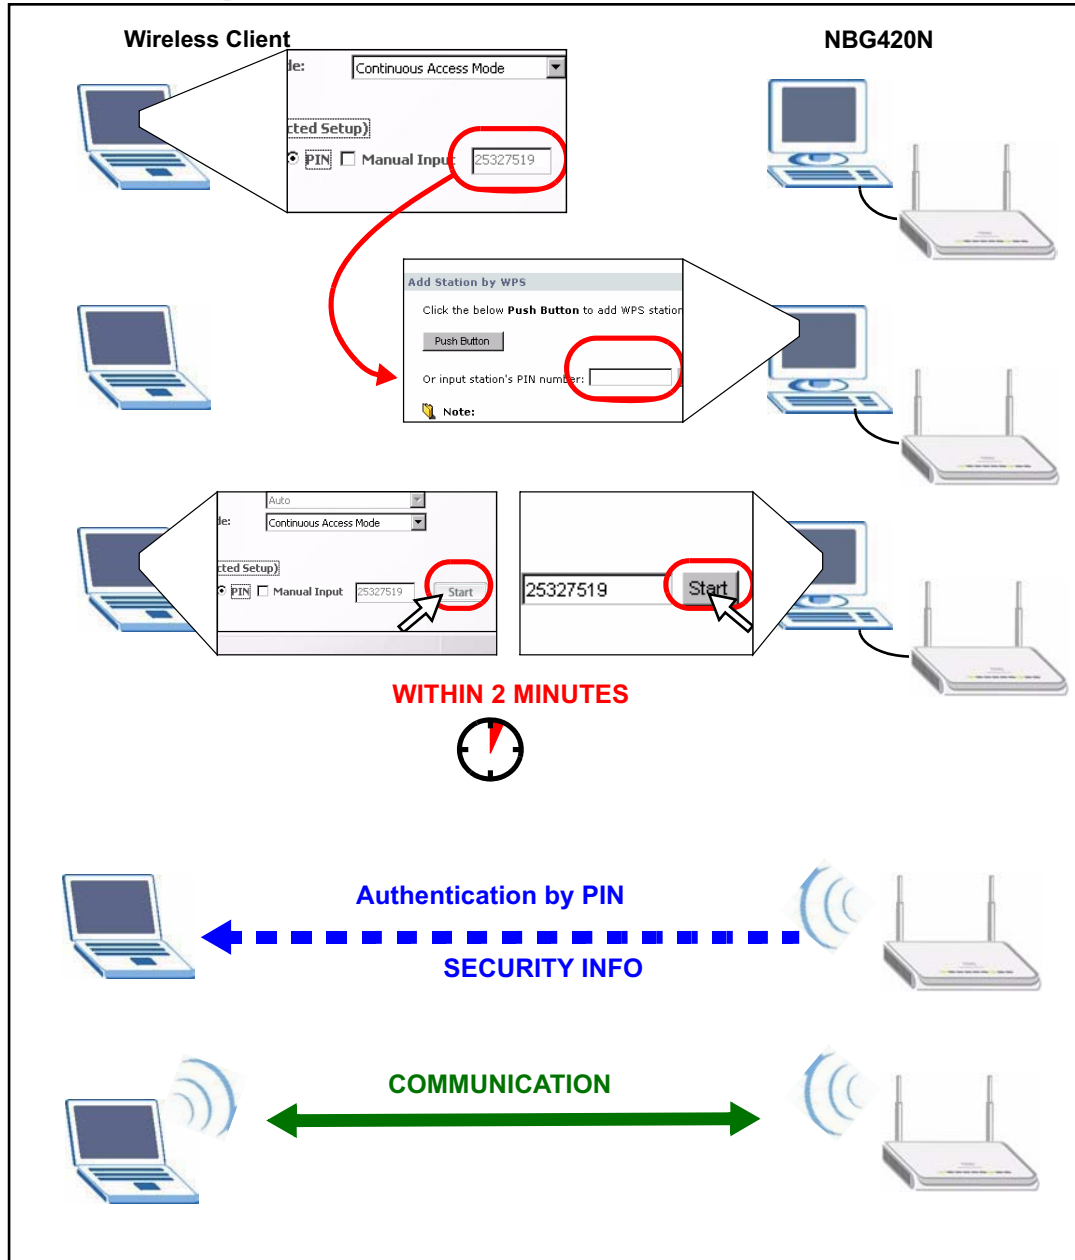 Wireless Client
NBG420N
de:
Continuous Access Mode
cted Setup)
PIN
Manual Input
25327519
Add Station by WPS
Click the below Push Button to add WPS station
Push Button
Or input station's PIN number:
Note:
Auto
de:
Continuous Access Mode
cted Setup)
PIN
Manual Input
25327519
Start
25327519
Start
WITHIN 2 MINUTES
Authentication by PIN
SECURITY INFO
COMMUNICATION